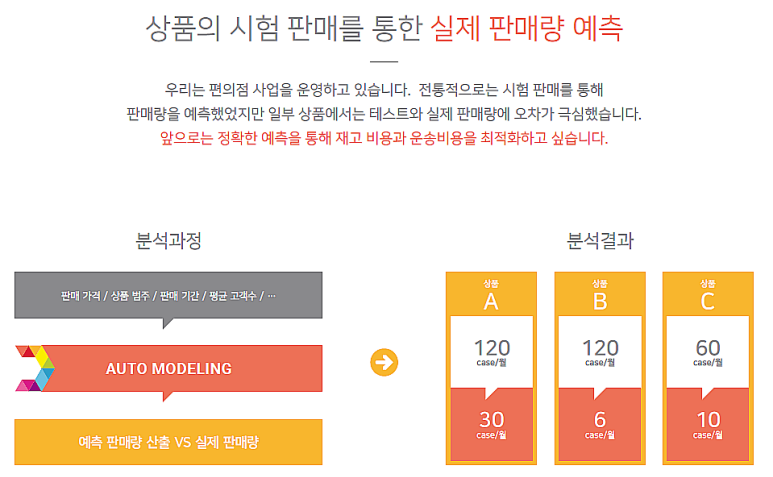 상품의 시험 판매를 통한 실제 판매량 예측
우리는 편의점 사업을 운영하고 있습니다. 전통적으로는 시험 판매를 통해
판매량을 예측했었지만 일부 상품에서는 테스트와 실제 판매량에 오차가 극심했습니다.
앞으로는 정확한 예측을 통해 재고 비용과 운송비용을 최적화하고 싶습니다.
분석과정
판매 가격 / 상품 범주 / 판매 기간 / 평균 고객수 / ···
AUTO MODELING
예측 판매량 산출 VS 실제 판매량
분석결과
상품
A
120
case/월
30
case/월
상품
B
120
case/월
6
case/월
상품
C
60
case/월
10
case/월